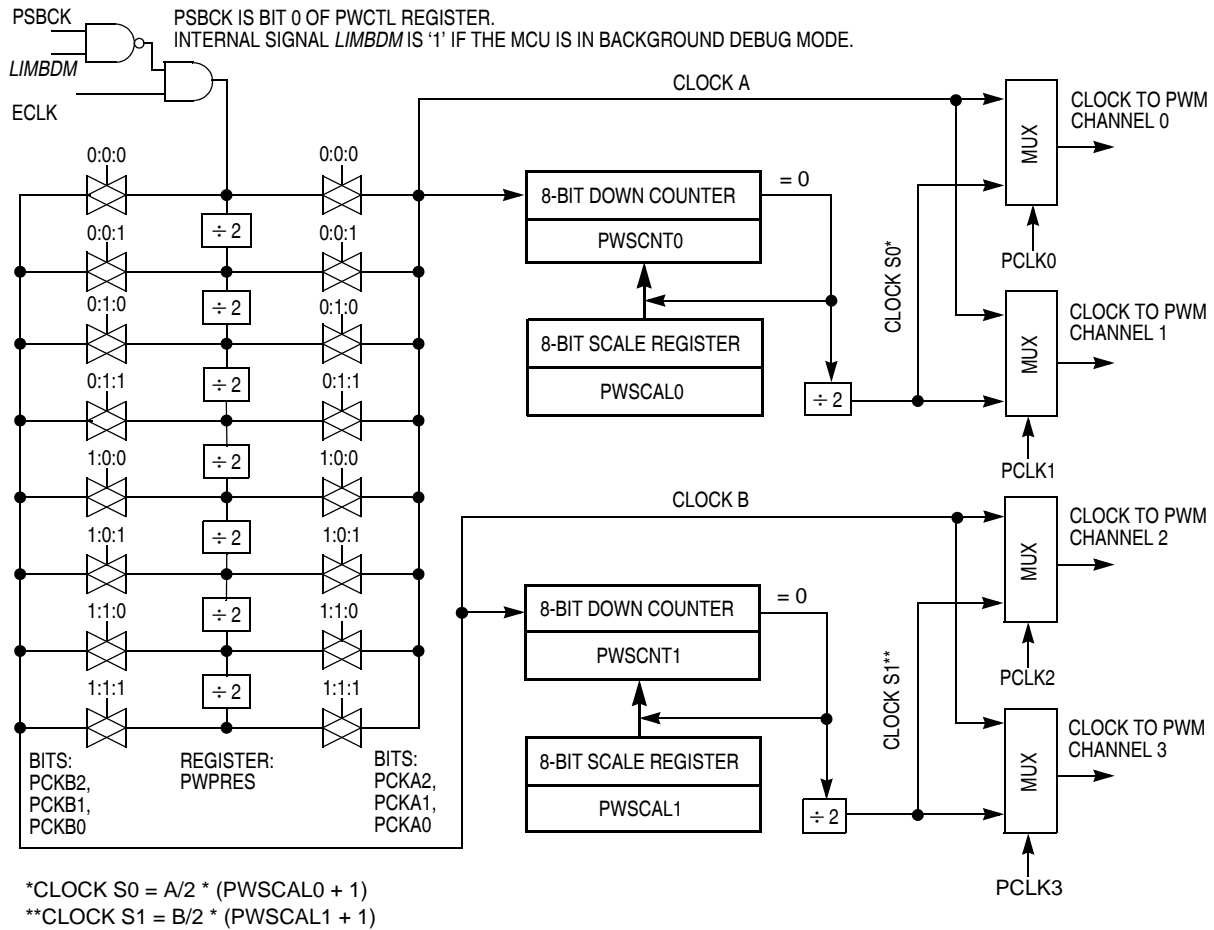 PSBCK
PSBCK IS BIT 0 OF PWCTL REGISTER.
INTERNAL SIGNAL LIMBDM IS ‘1’ IF THE MCU IS IN BACKGROUND DEBUG MODE.
LIMBDM
ECLK
CLOCK A
CLOCK TO PWM
CHANNEL 0
MUX
PCLK0
0:0:0
0:0:0
÷ 2
0:0:1
0:0:1
÷ 2
0:1:0
0:1:0
÷ 2
0:1:1
0:1:1
÷ 2
1:0:0
1:0:0
÷ 2
1:0:1
1:0:1
÷ 2
1:1:0
1:1:0
÷ 2
1:1:1
1:1:1
8-BIT DOWN COUNTER
= 0
PWSCNT0
8-BIT SCALE REGISTER
PWSCAL0
÷ 2
CLOCK S0*
CLOCK TO PWM
CHANNEL 1
MUX
PCLK1
CLOCK B
CLOCK TO PWM
CHANNEL 2
MUX
PCLK2
8-BIT DOWN COUNTER
= 0
PWSCNT1
8-BIT SCALE REGISTER
PWSCAL1
÷ 2
CLOCK S1**
CLOCK TO PWM
CHANNEL 3
MUX
PCLK3
BITS:
PCKB2,
PCKB1,
PCKB0
REGISTER:
PWPRES
BITS:
PCKA2,
PCKA1,
PCKA0
*CLOCK S0 = A/2 * (PWSCAL0 + 1)
**CLOCK S1 = B/2 * (PWSCAL1 + 1)